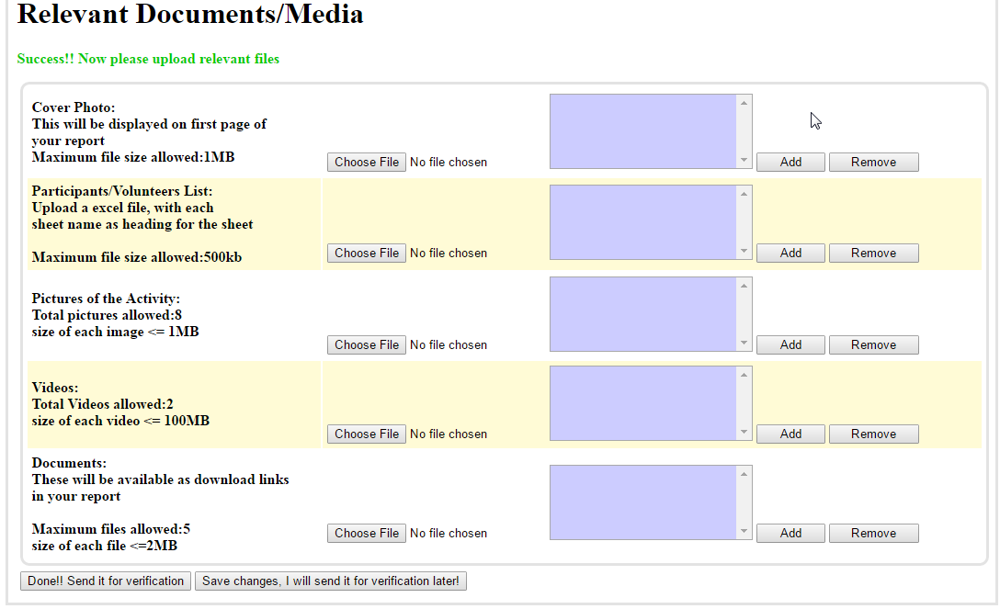 Relevant Documents/Media
Success!! Now please upload relevant files
Cover Photo:
This will be displayed on first page of
your report
Maximum file size allowed:1MB
Choose File No file chosen Add Remove
Participants/Volunteers List:
Upload a excel file, with each
sheet name as heading for the sheet
Maximum file size allowed:500kb
Choose File No file chosen Add Remove
Pictures of the Activity:
Total pictures allowed:8
size of each image <= 1MB
Choose File No file chosen Add Remove
Videos:
Total Videos allowed:2
size of each video <= 100MB
Choose File No file chosen Add Remove
Documents:
These will be available as download links
in your report
Maximum files allowed:5
size of each file <=2MB
Choose File No file chosen Add Remove
Done!! Send it for verification Save changes, I will send it for verification later!